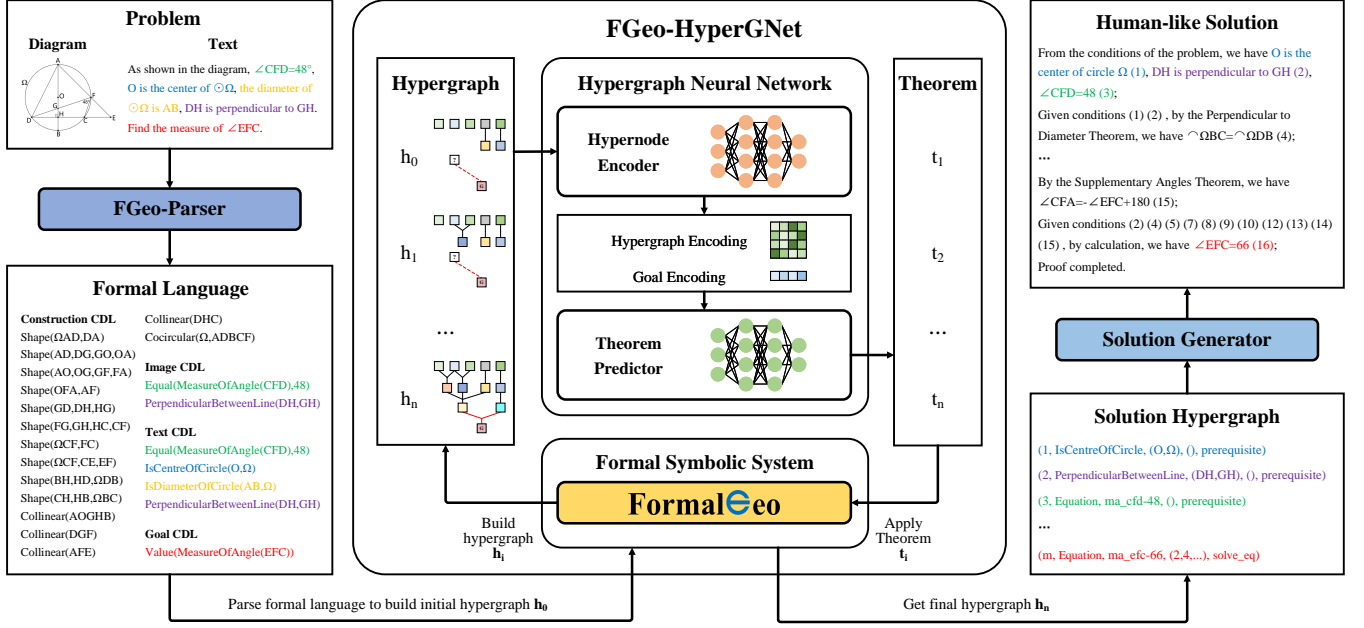 Problem
Diagram
Text
A
Ω
O
F
G
48°
H
D
C
E
B
As shown in the diagram, ∠CFD=48°,
O is the center of ⊙Ω, the diameter of
⊙Ω is AB, DH is perpendicular to GH.
Find the measure of ∠EFC.
FGeo-Parser
Formal Language
Construction CDL
Shape(ΩAD,DA)
Shape(AD,DG,GO,OA)
Shape(AO,OG,GF,FA)
Shape(OFA,AF)
Shape(GD,DH,HG)
Shape(FG,GH,HC,CF)
Shape(ΩCF,FC)
Shape(ΩCF,CE,EF)
Shape(BH,HD,ΩDB)
Shape(CH,HB,ΩBC)
Collinear(AOGHB)
Collinear(DGF)
Collinear(AFE)
Collinear(DHC)
Cocircular(Ω,ADBCF)
Image CDL
Equal(MeasureOfAngle(CFD),48)
PerpendicularBetweenLine(DH,GH)
Text CDL
Equal(MeasureOfAngle(CFD),48)
IsCentreOfCircle(O,Ω)
IsDiameterOfCircle(AB,Ω)
PerpendicularBetweenLine(DH,GH)
Goal CDL
Value(MeasureOfAngle(EFC))
Parse formal language to build initial hypergraph h0
FGeo-HyperGNet
Hypergraph
h0
?
G
h1
?
G
...
hn
G
Hypergraph Neural Network
Hypernode
Encoder
Hypergraph Encoding
Goal Encoding
Theorem
Predictor
Theorem
t1
t2
...
tn
Formal Symbolic System
FormalGeo
Build
hypergraph
hi
Apply
Theorem
ti
Get final hypergraph hn
Human-like Solution
From the conditions of the problem, we have O is the
center of circle Ω (1), DH is perpendicular to GH (2),
∠CFD=48 (3);
Given conditions (1) (2) , by the Perpendicular to
Diameter Theorem, we have ⌒ΩBC=⌒ΩDB (4);
...
By the Supplementary Angles Theorem, we have
∠CFA=-∠EFC+180 (15);
Given conditions (2) (4) (5) (7) (8) (9) (10) (12) (13) (14)
(15) , by calculation, we have ∠EFC=66 (16);
Proof completed.
Solution Generator
Solution Hypergraph
(1, IsCentreOfCircle, (O,Ω), (), prerequisite)
(2, PerpendicularBetweenLine, (DH,GH), (), prerequisite)
(3, Equation, ma_cfd-48, (), prerequisite)
...
(m, Equation, ma_efc-66, (2,4,...), solve_eq)